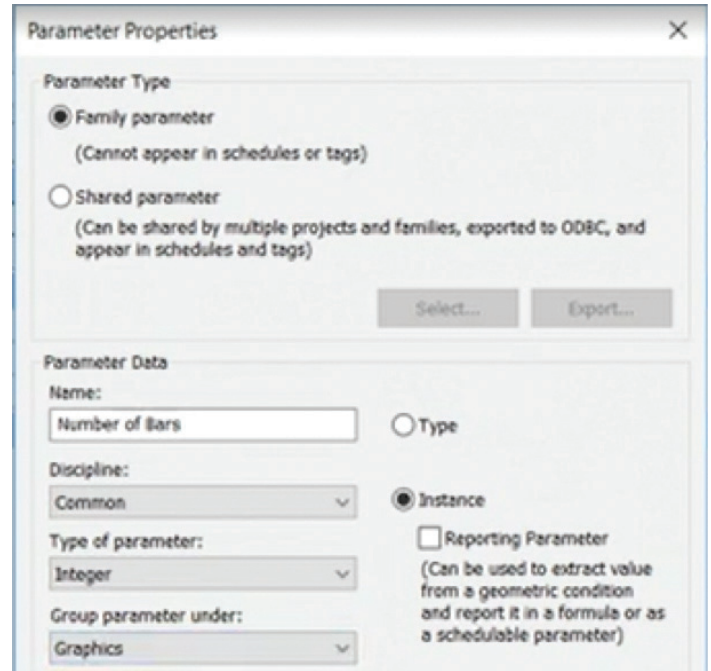 Parameter Properties
Parameter Type
Family parameter
(Cannot appear in schedules or tags)
Shared parameter
(Can be shared by multiple projects and families, exported to ODBC, and
appear in schedules and tags)
Select...
Export...
Parameter Data
Name:
Number of Bars
Type
Discipline:
Common
Instance
Type of parameter:
Integer
Reporting Parameter
(Can be used to extract value
from a geometric condition
and report it in a formula or as
a schedulable parameter)
Group parameter under:
Graphics